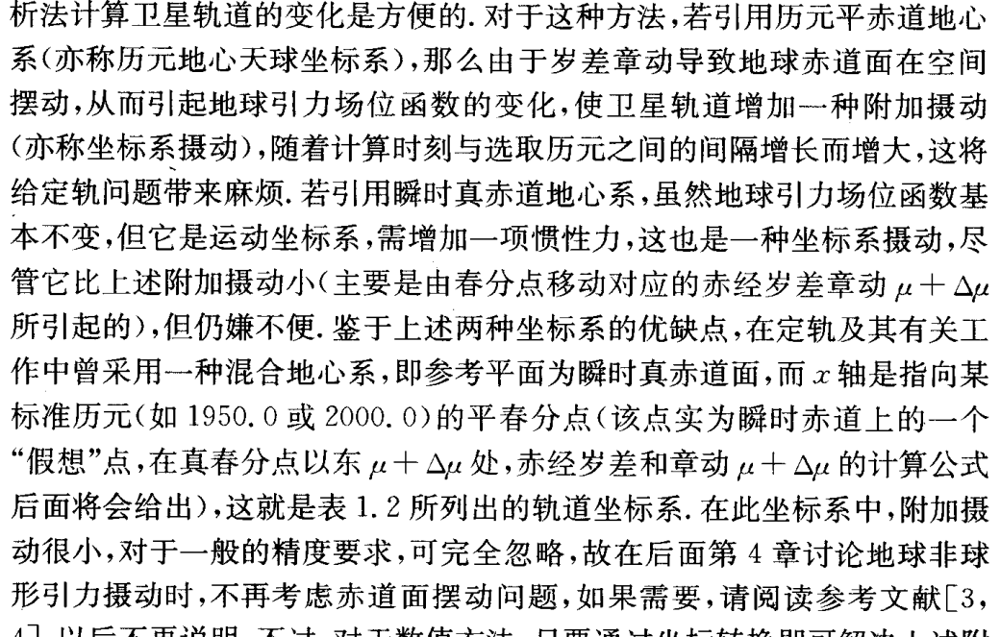 析法计算卫星轨道的变化是方便的. 对于这种方法,若引用历元平赤道地心
系(亦称历元地心天球坐标系),那么由于岁差章动导致地球赤道面在空间
摆动,从而引起地球引力场位函数的变化,使卫星轨道增加一种附加摄动
(亦称坐标系摄动),随着计算时刻与选取历元之间的间隔增长而增大,这将
给定轨问题带来麻烦. 若引用瞬时真赤道地心系,虽然地球引力场位函数基
本不变,但它是运动坐标系,需增加一项惯性力,这也是一种坐标系摄动,尽
管它比上述附加摄动小(主要是由春分点移动对应的赤经岁差章动 μ+Δμ
所引起的),但仍嫌不便. 鉴于上述两种坐标系的优缺点,在定轨及其有关工
作中曾采用一种混合地心系,即参考平面为瞬时真赤道面,而 x 轴是指向某
标准历元(如 1950.0 或 2000.0)的平春分点(该点实为瞬时赤道上的一个
“假想”点,在真春分点以东 μ+Δμ 处,赤经岁差和章动 μ+Δμ 的计算公式
后面将会给出),这就是表 1.2 所列出的轨道坐标系. 在此坐标系中,附加摄
动很小,对于一般的精度要求,可完全忽略,故在后面第 4 章讨论地球非球
形引力摄动时,不再考虑赤道面摆动问题,如果需要,请阅读参考文献[3,
4],以后不再说明. 不过,对于数值方法,只要通过坐标转换即可解决上述附